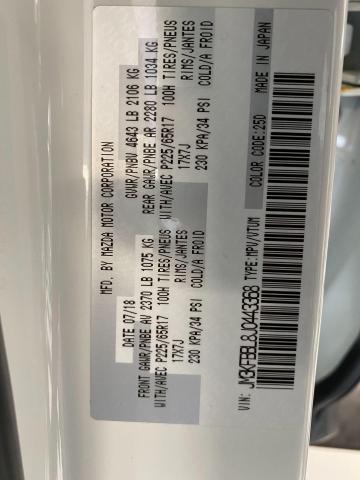 MFD. BY MAZDA MOTOR CORPORATION
DATE: 07/18 GVWR/PNBV 4643 LB 2106 KG
FRONT GAWR/PNBE AV 2370 LB 1075 KG REAR GAWR/PNBE AR 2280 LB 1034 KG
WITH/AVEC P225/65R17 100H TIRES/PNEUS WITH/AVEC P225/65R17 100H TIRES/PNEUS
17X7J RIMS/JANTES 17X7J RIMS/JANTES
230 KPA/34 PSI COLD/A FROID 230 KPA/34 PSI COLD/A FROID
VIN: JM3KFBBL8J0443568 TYPE:MPV/VTUM COLOR CODE:25D MADE IN JAPAN